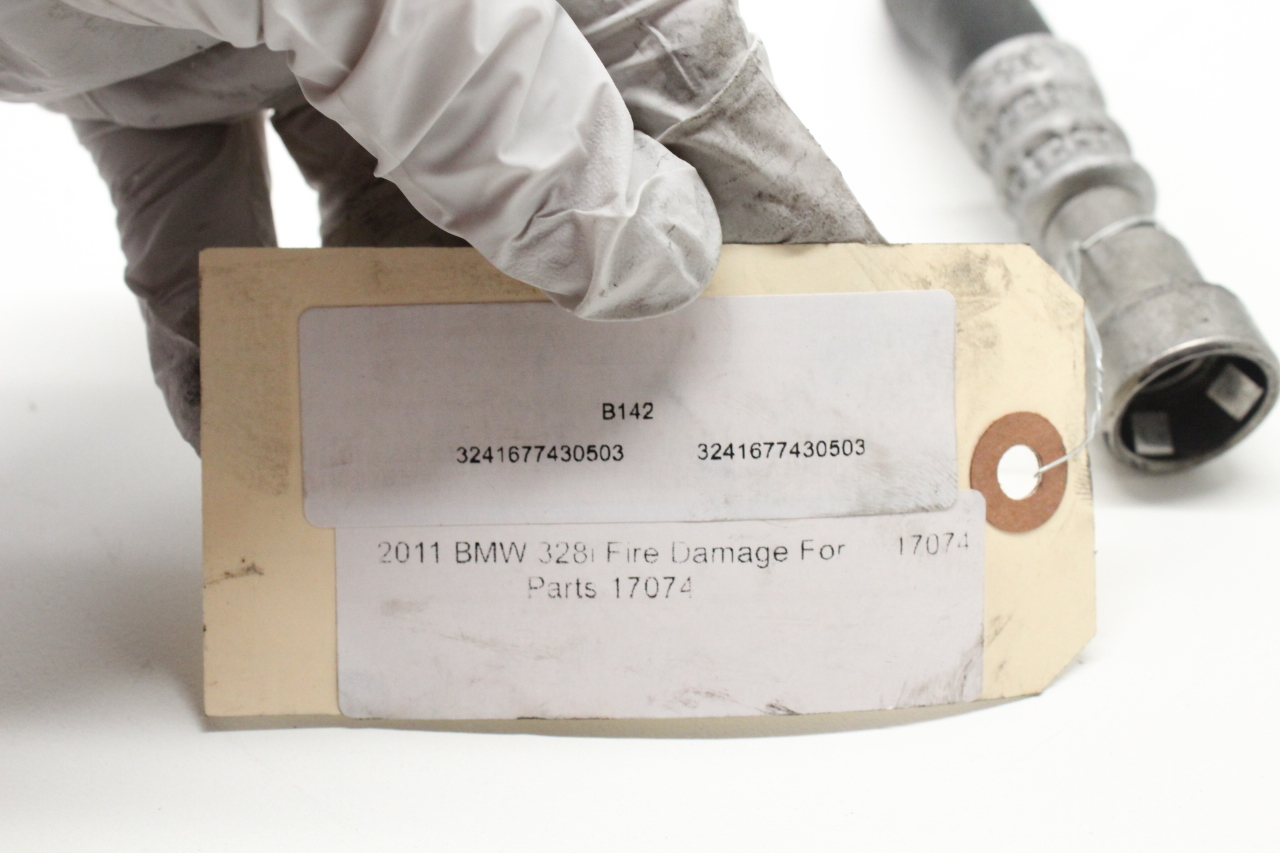 B142
3241677430503 3241677430503
2011 BMW 328i Fire Damage For 17074
Parts 17074